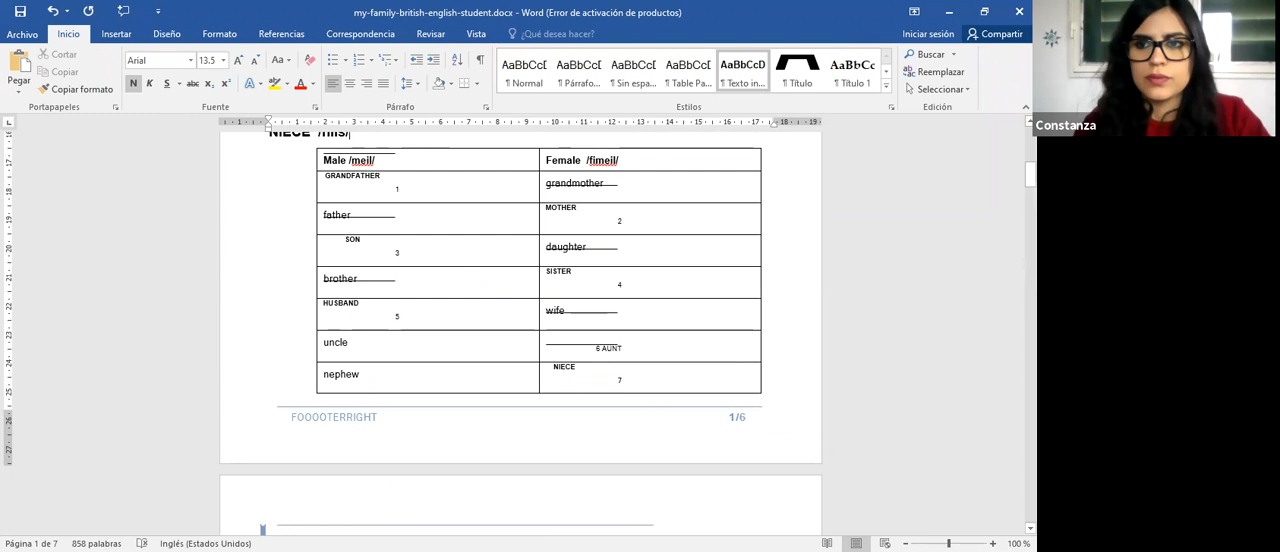 my-family-british-english-student.docx - Word (Error de activación de productos)
Archivo Inicio Insertar Diseño Formato Referencias Correspondencia Revisar Vista ¿Qué desea hacer? Iniciar sesión Compartir
Pegar
Cortar
Copiar
Copiar formato
Arial 13.5
N K S abc x₂ x²
AaBbCcI AaBbCcI AaBbCcI AaBbCcI AaBbCcD AaBbCc
¶ Normal ¶ Párrafo... ¶ Sin espa... ¶ Table Pa... ¶ Texto in... ¶ Título ¶ Título 1
Buscar
Reemplazar
Seleccionar
Portapapeles Fuente Párrafo Estilos Edición
Constanza
NIECE /niis/
Male /meil/ Female /fimeil/
GRANDFATHER
1
grandmother
father
MOTHER
2
SON
3
daughter
brother
SISTER
4
HUSBAND
5
wife
uncle
6 AUNT
nephew
NIECE
7
FOOOOTERRIGHT 1/6
Página 1 de 7 858 palabras Inglés (Estados Unidos) 100 %